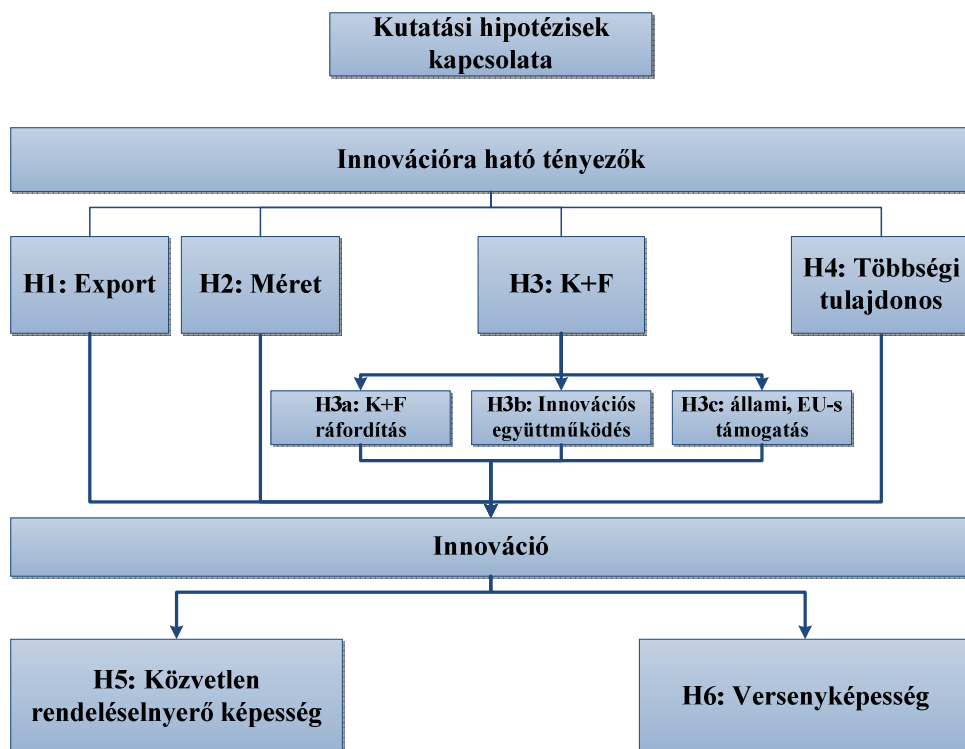 Kutatási hipotézisek
kapcsolata
Innovációra ható tényezők
H1: Export
H2: Méret
H3: K+F
H4: Többségi
tulajdonos
H3a: K+F
ráfordítás
H3b: Innovációs
együttműködés
H3c: állami, EU-s
támogatás
Innováció
H5: Közvetlen
rendeléselnyerő képesség
H6: Versenyképesség